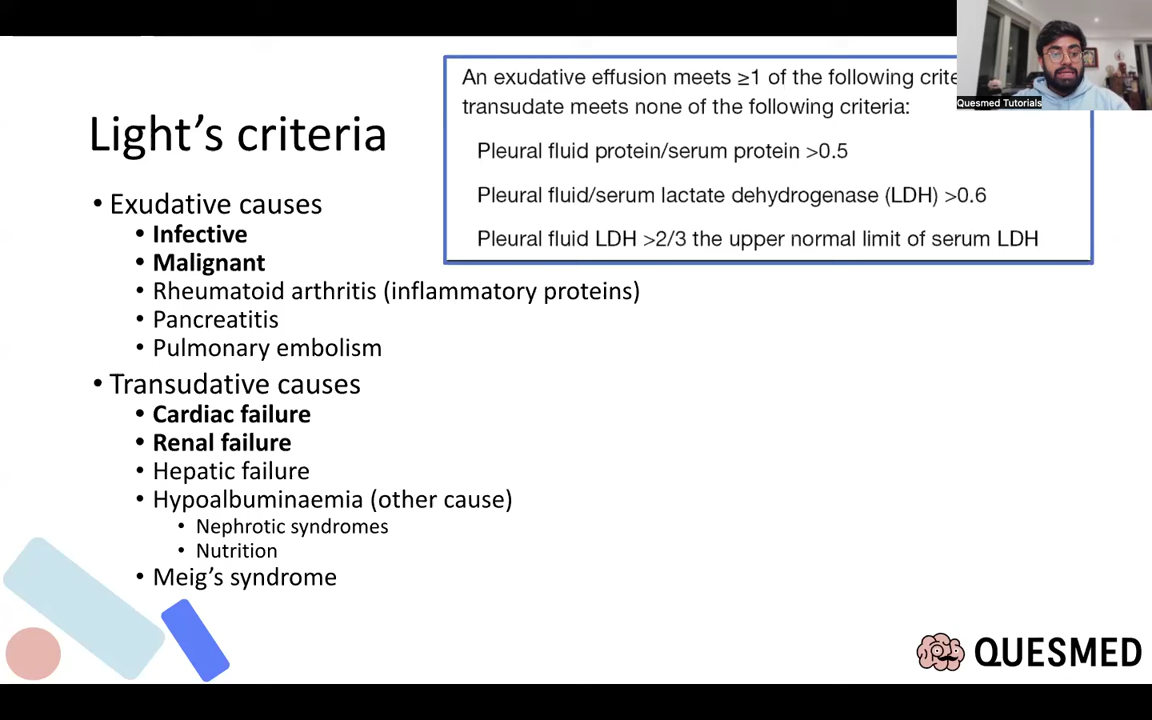 Light's criteria
An exudative effusion meets ≥1 of the following
transudate meets none of the following criteria:
Pleural fluid protein/serum protein >0.5
Pleural fluid/serum lactate dehydrogenase (LDH) >0.6
Pleural fluid LDH >2/3 the upper normal limit of serum LDH
Quesmed Tutorials
• Exudative causes
• Infective
• Malignant
• Rheumatoid arthritis (inflammatory proteins)
• Pancreatitis
• Pulmonary embolism
• Transudative causes
• Cardiac failure
• Renal failure
• Hepatic failure
• Hypoalbuminaemia (other cause)
• Nephrotic syndromes
• Nutrition
• Meig's syndrome
QUESMED